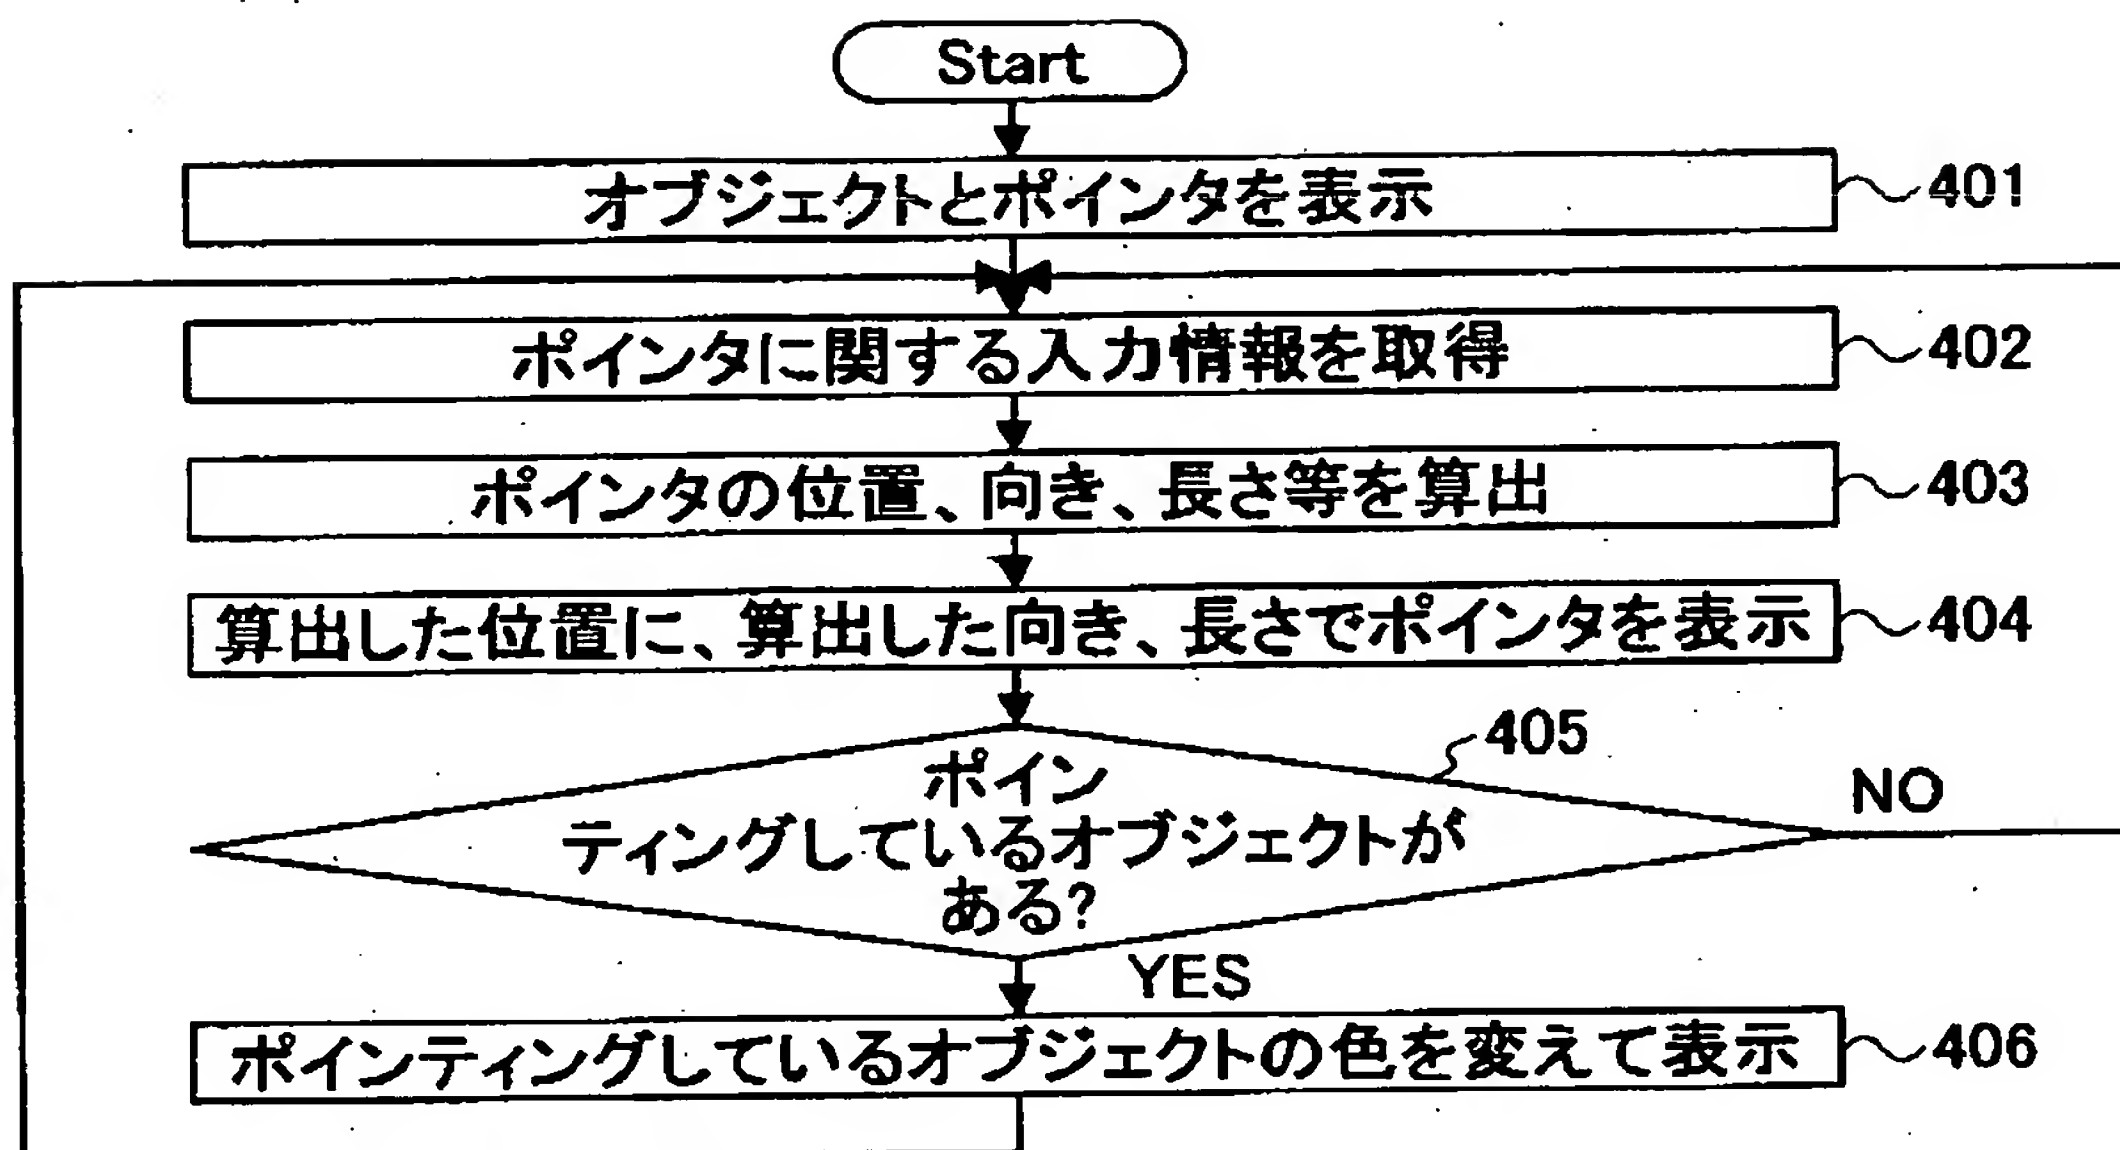 Start
オブジェクトとポインタを表示
401
ポインタに関する入力情報を取得
402
ポインタの位置、向き、長さ等を算出
403
算出した位置に、算出した向き、長さでポインタを表示
404
405
ポイン
ティングしているオブジェクトが
ある?
NO
YES
ポインティングしているオブジェクトの色を変えて表示
406